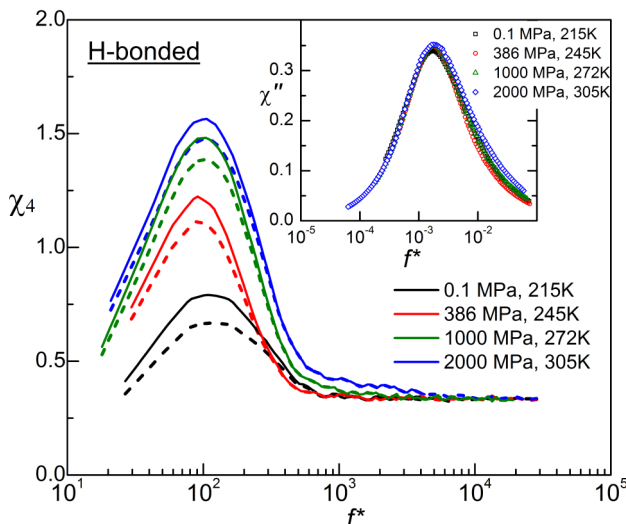 H-bonded
χ₄
2.0
1.5
1.0
0.5
0.0
10¹ 10² 10³ 10⁴ 10⁵
f*
0.1 MPa, 215K
386 MPa, 245K
1000 MPa, 272K
2000 MPa, 305K
χ''
0.3
0.2
0.1
0.0
10⁻⁵ 10⁻⁴ 10⁻³ 10⁻²
f*
0.1 MPa, 215K
386 MPa, 245K
1000 MPa, 272K
2000 MPa, 305K